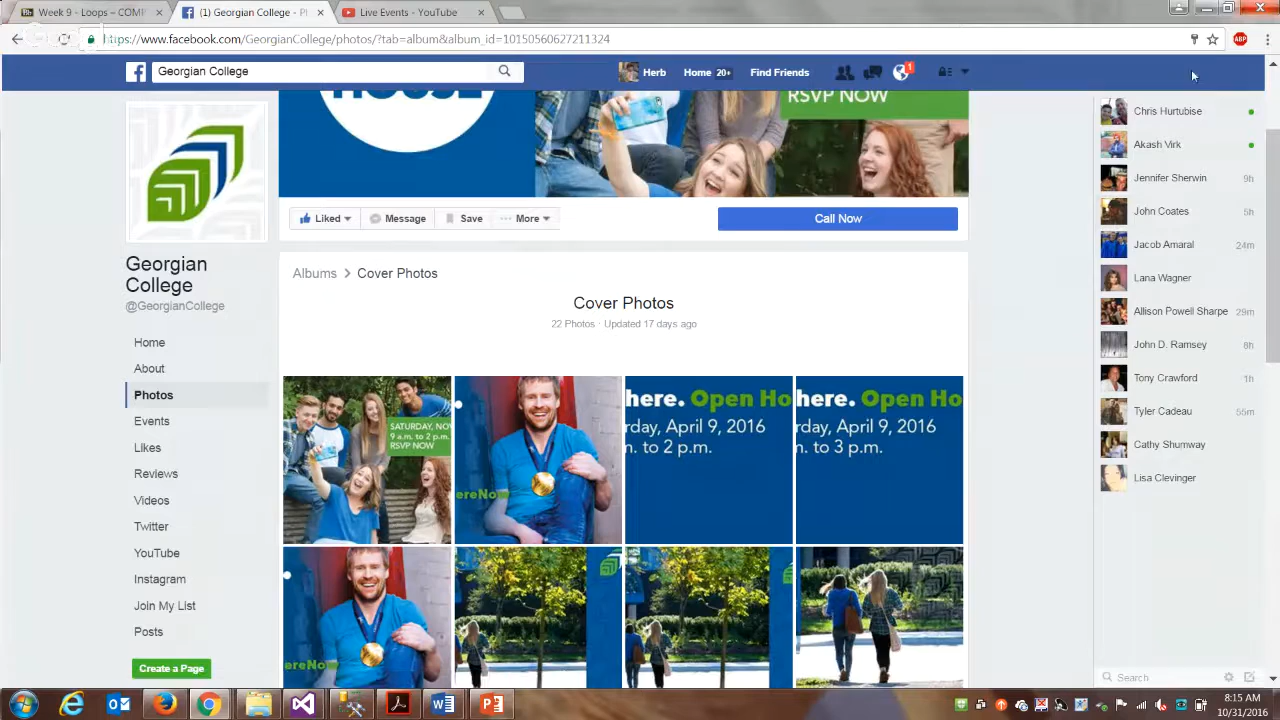 Week 9 – Loops – COMP
(1) Georgian College - P
Live Events - YouTube
https://www.facebook.com/GeorgianCollege/photos/?tab=album&album_id=10150560627211324
ABP
Georgian College
Herb
Home 20+
Find Friends
1
HOUSE
RSVP NOW
Liked
Message
Save
More
Call Now
Georgian
College
@GeorgianCollege
Home
About
Photos
Events
Likes
Reviews
Videos
Twitter
YouTube
Instagram
Join My List
Posts
Create a Page
Albums > Cover Photos
Cover Photos
22 Photos · Updated 17 days ago
SATURDAY, NOV
9 a.m. to 2 p.m.
RSVP NOW
ereNow
here. Open Ho
rday, April 9, 2016
n. to 2 p.m.
here. Open Ho
rday, April 9, 2016
n. to 3 p.m.
ereNow
Chris Hurtubise
Akash Virk
Jennifer Sherwin 9h
John Coates 5h
Jacob Amaral 24m
Lana Wagner
Allison Powell Sharpe 29m
John D. Ramsey 8h
Tony Crawford 1h
Tyler Cadeau 55m
Cathy Shumway
Lisa Clevinger
Search
8:15 AM
10/31/2016